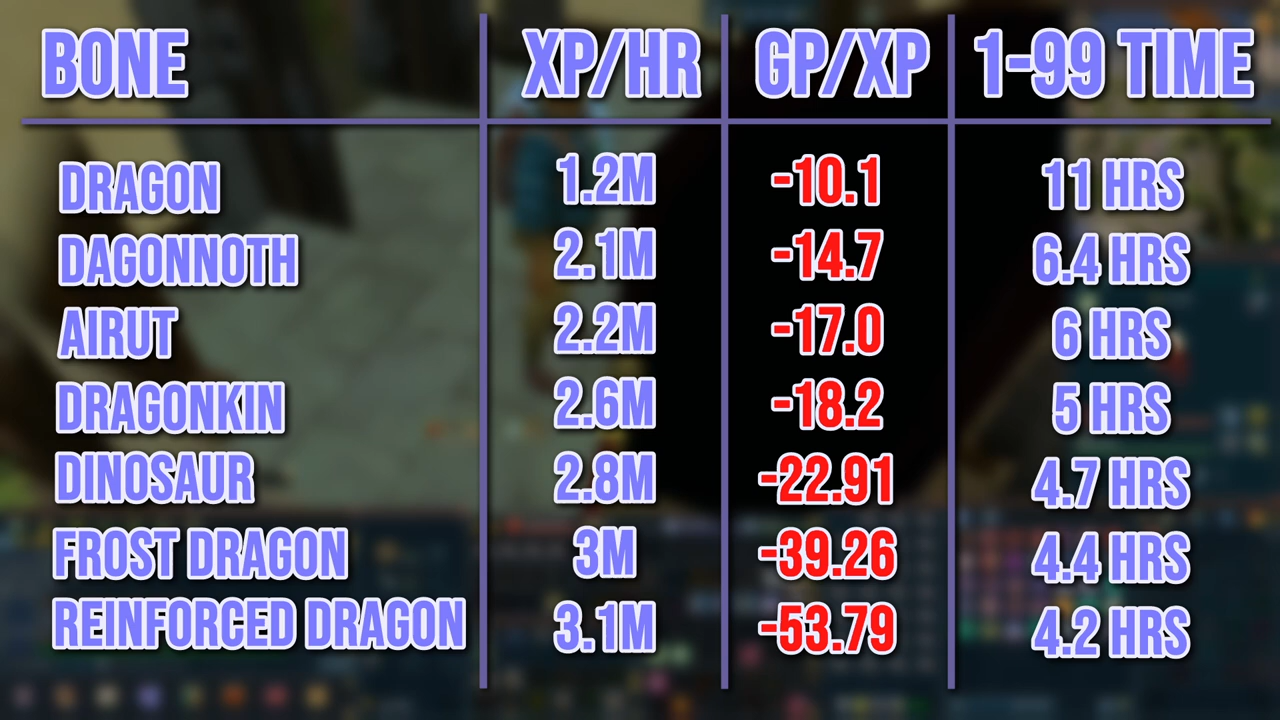 BONE XP/HR GP/XP 1-99 TIME
DRAGON 1.2M -10.1 11 HRS
DAGONNOTH 2.1M -14.7 6.4 HRS
AIRUT 2.2M -17.0 6 HRS
DRAGONKIN 2.6M -18.2 5 HRS
DINOSAUR 2.8M -22.91 4.7 HRS
FROST DRAGON 3M -39.26 4.4 HRS
REINFORCED DRAGON 3.1M -53.79 4.2 HRS